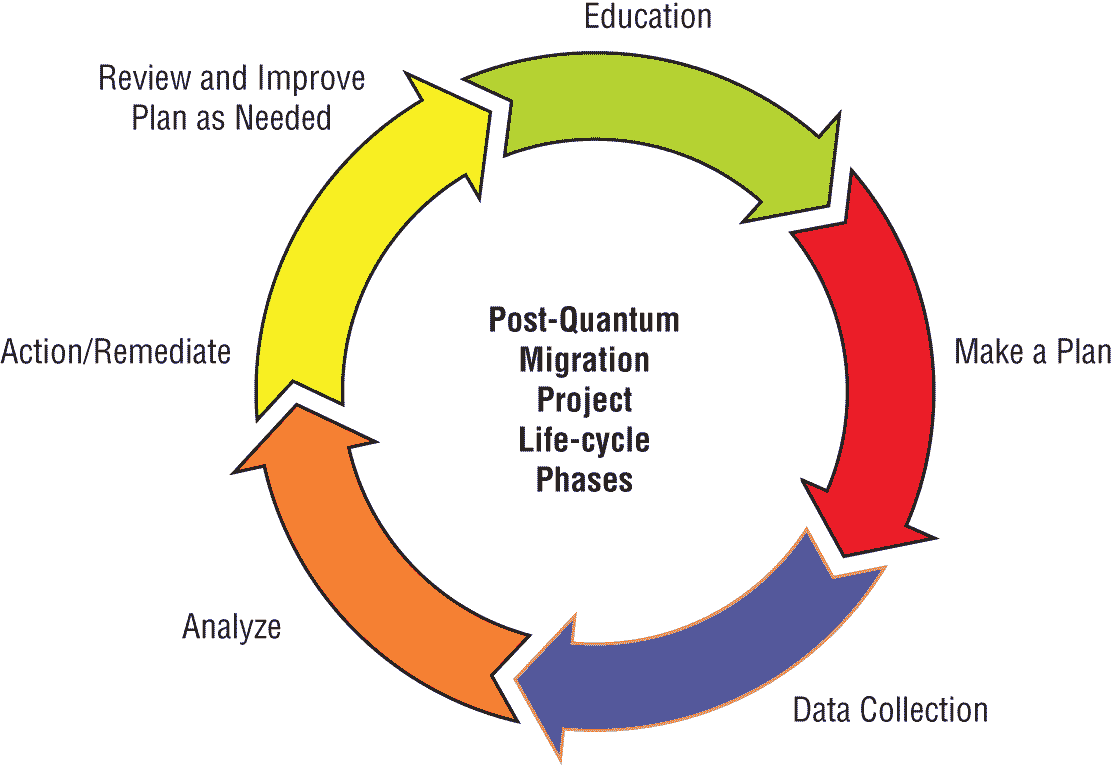 Education
Review and Improve
Plan as Needed
Post-Quantum
Migration
Project
Life-cycle
Phases
Action/Remediate
Make a Plan
Analyze
Data Collection